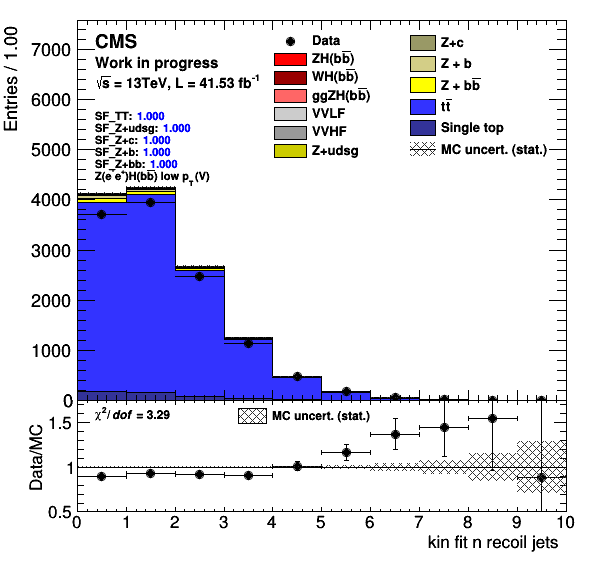 Entries / 1.00
7000
6000
5000
4000
3000
2000
1000
0
CMS
Work in progress
√s = 13TeV, L = 41.53 fb⁻¹
SF_TT: 1.000
SF_Z+udsg: 1.000
SF_Z+c: 1.000
SF_Z+b: 1.000
SF_Z+bb: 1.000
Z(e⁻e⁺)H(bb̅) low p_T(V)
Data
ZH(bb̅)
WH(bb̅)
ggZH(bb̅)
VVLF
VVHF
Z+udsg
Z+c
Z + b
Z + bb̅
tt̅
Single top
MC uncert. (stat.)
Data/MC
1.5
1
0.5
χ²/ dof = 3.29
MC uncert. (stat.)
0 1 2 3 4 5 6 7 8 9 10
kin fit n recoil jets